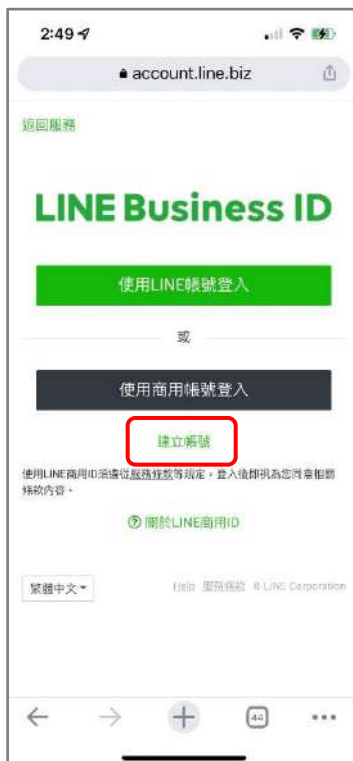 2:49
account.line.biz
返回服務
LINE Business ID
使用LINE帳號登入
或
使用商用帳號登入
建立帳號
使用LINE商用ID須遵從服務條款等規定，登入後即視為您同意相關
條款內容。
關於LINE商用ID
繁體中文
Help 服務條款 © LINE Corporation
44